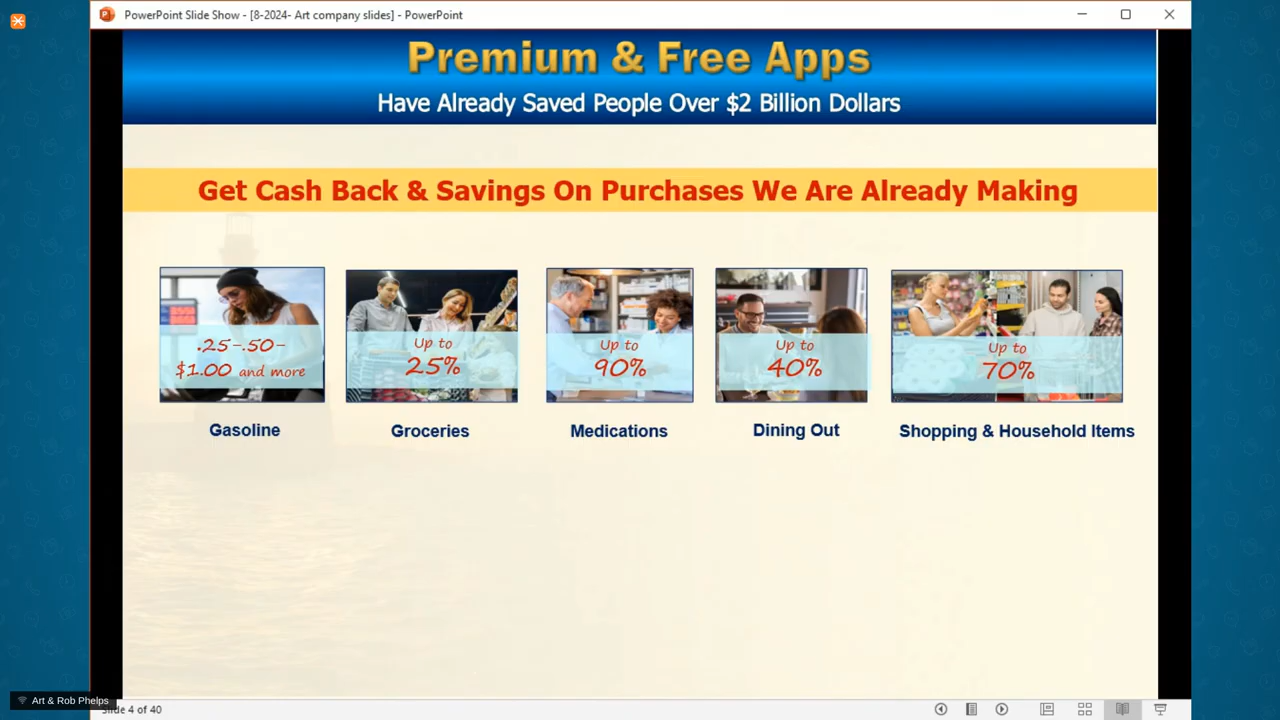 PowerPoint Slide Show - [8-2024- Art company slides] - PowerPoint
Premium & Free Apps
Have Already Saved People Over $2 Billion Dollars
Get Cash Back & Savings On Purchases We Are Already Making
.25-.50-
$1.00 and more
Gasoline
Up to
25%
Groceries
Up to
90%
Medications
Up to
40%
Dining Out
Up to
70%
Shopping & Household Items
Art & Rob Phelps
Slide 4 of 40